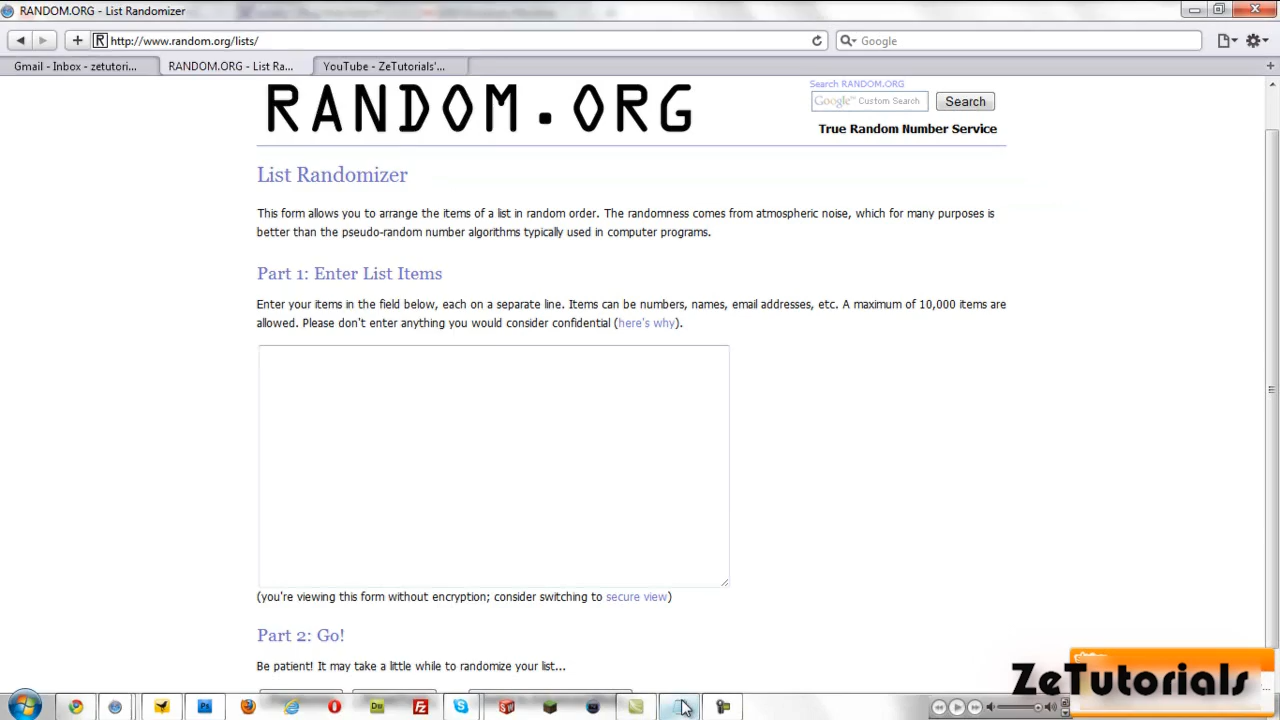 RANDOM.ORG - List Randomizer
http://www.random.org/lists/
Google
Gmail - Inbox - zetutori...
RANDOM.ORG - List Ra...
YouTube - ZeTutorials'...
RANDOM.ORG
Search RANDOM.ORG
Google™ Custom Search
Search
True Random Number Service
List Randomizer
This form allows you to arrange the items of a list in random order. The randomness comes from atmospheric noise, which for many purposes is
better than the pseudo-random number algorithms typically used in computer programs.
Part 1: Enter List Items
Enter your items in the field below, each on a separate line. Items can be numbers, names, email addresses, etc. A maximum of 10,000 items are
allowed. Please don't enter anything you would consider confidential (here's why).
(you're viewing this form without encryption; consider switching to secure view)
Part 2: Go!
Be patient! It may take a little while to randomize your list...
ZeTutorials